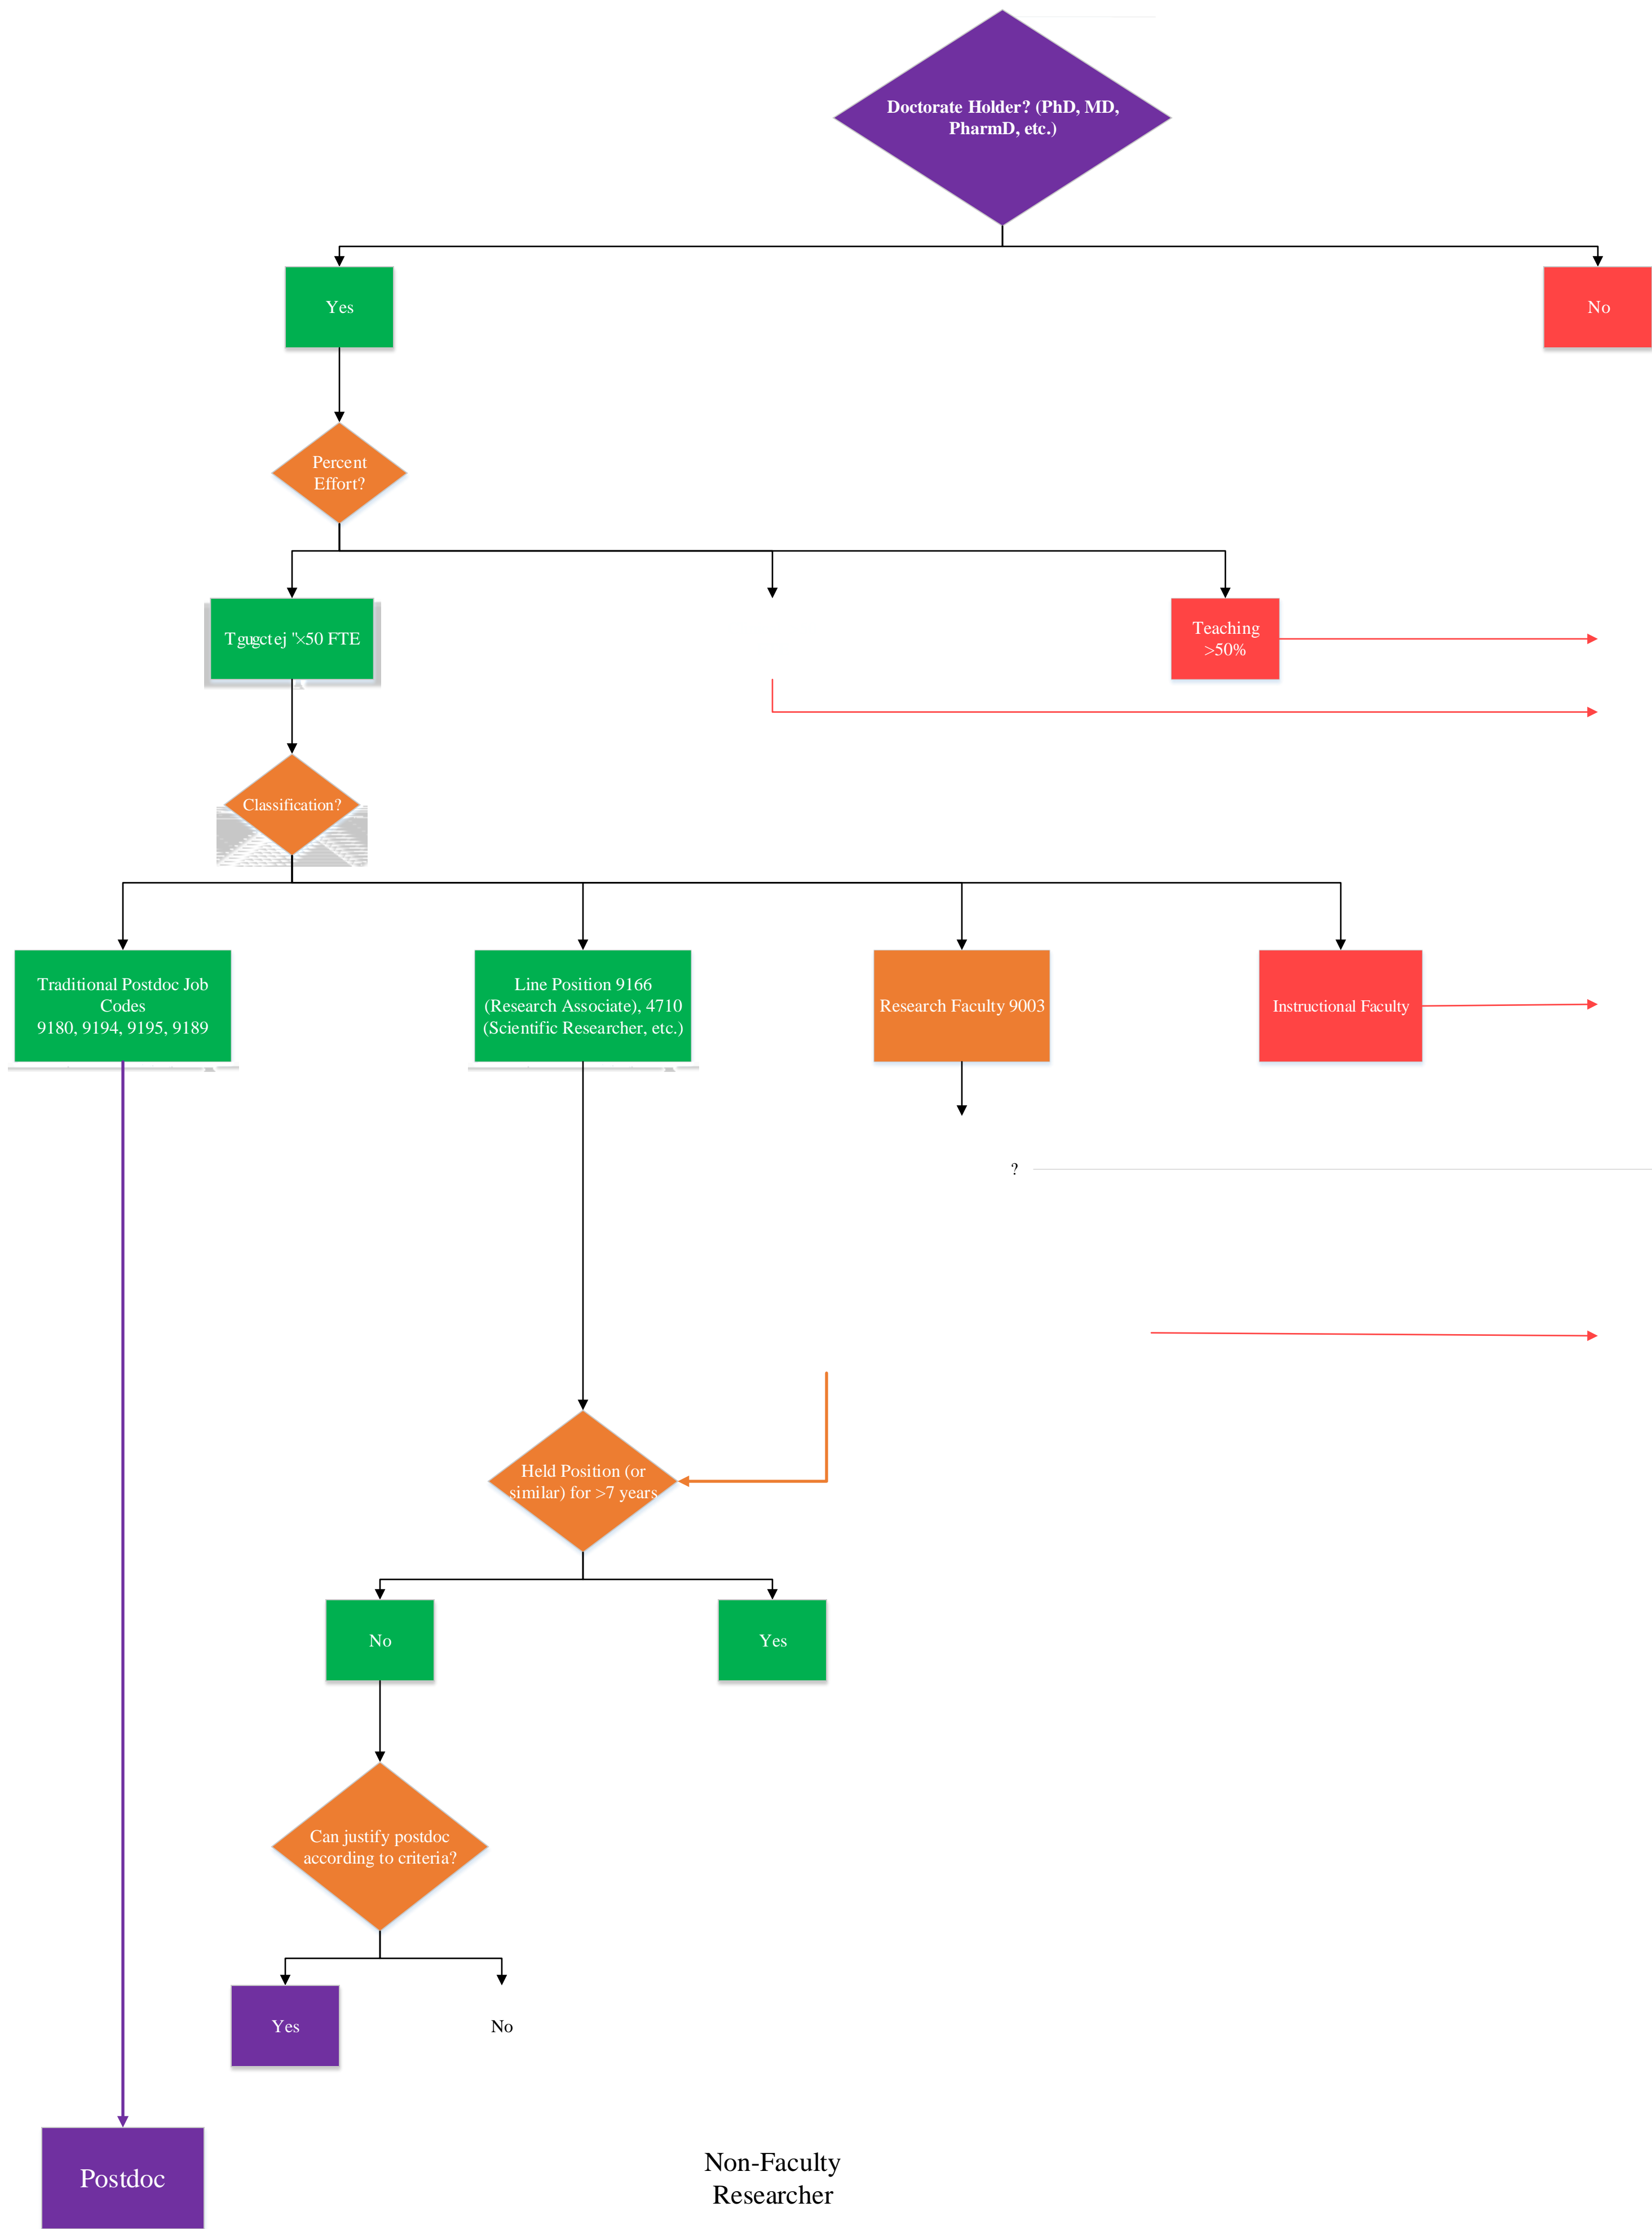 Doctorate Holder? (PhD, MD,
PharmD, etc.)
Yes
No
Percent
Effort?
Tgugctej "×50 FTE
Teaching
>50%
Classification?
Traditional Postdoc Job
Codes
9180, 9194, 9195, 9189
Line Position 9166
(Research Associate), 4710
(Scientific Researcher, etc.)
Research Faculty 9003
Instructional Faculty
?
Held Position (or
similar) for >7 years
No
Yes
Can justify postdoc
according to criteria?
Yes
No
Postdoc
Non-Faculty
Researcher